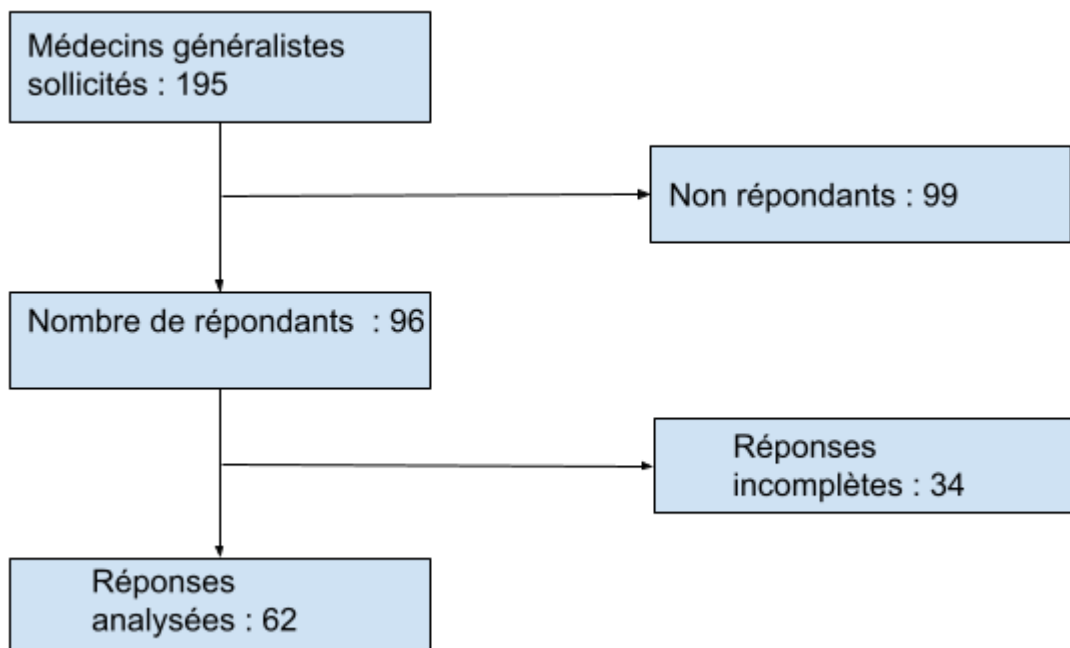 Médecins généralistes
sollicités : 195
Non répondants : 99
Nombre de répondants  : 96
Réponses
incomplètes : 34
Réponses
analysées : 62